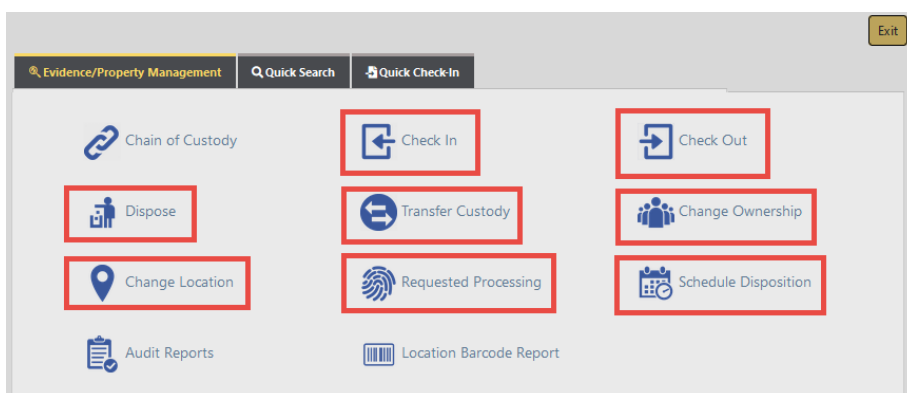 Exit
Evidence/Property Management Quick Search Quick Check-In
Chain of Custody Check In Check Out
Dispose Transfer Custody Change Ownership
Change Location Requested Processing Schedule Disposition
Audit Reports Location Barcode Report